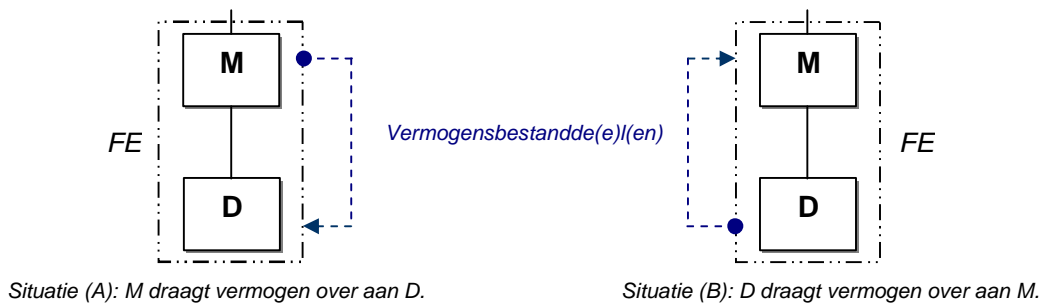 M
FE
D
Situatie (A): M draagt vermogen over aan D.
Vermogensbestandde(e)l(en)
M
FE
D
Situatie (B): D draagt vermogen over aan M.